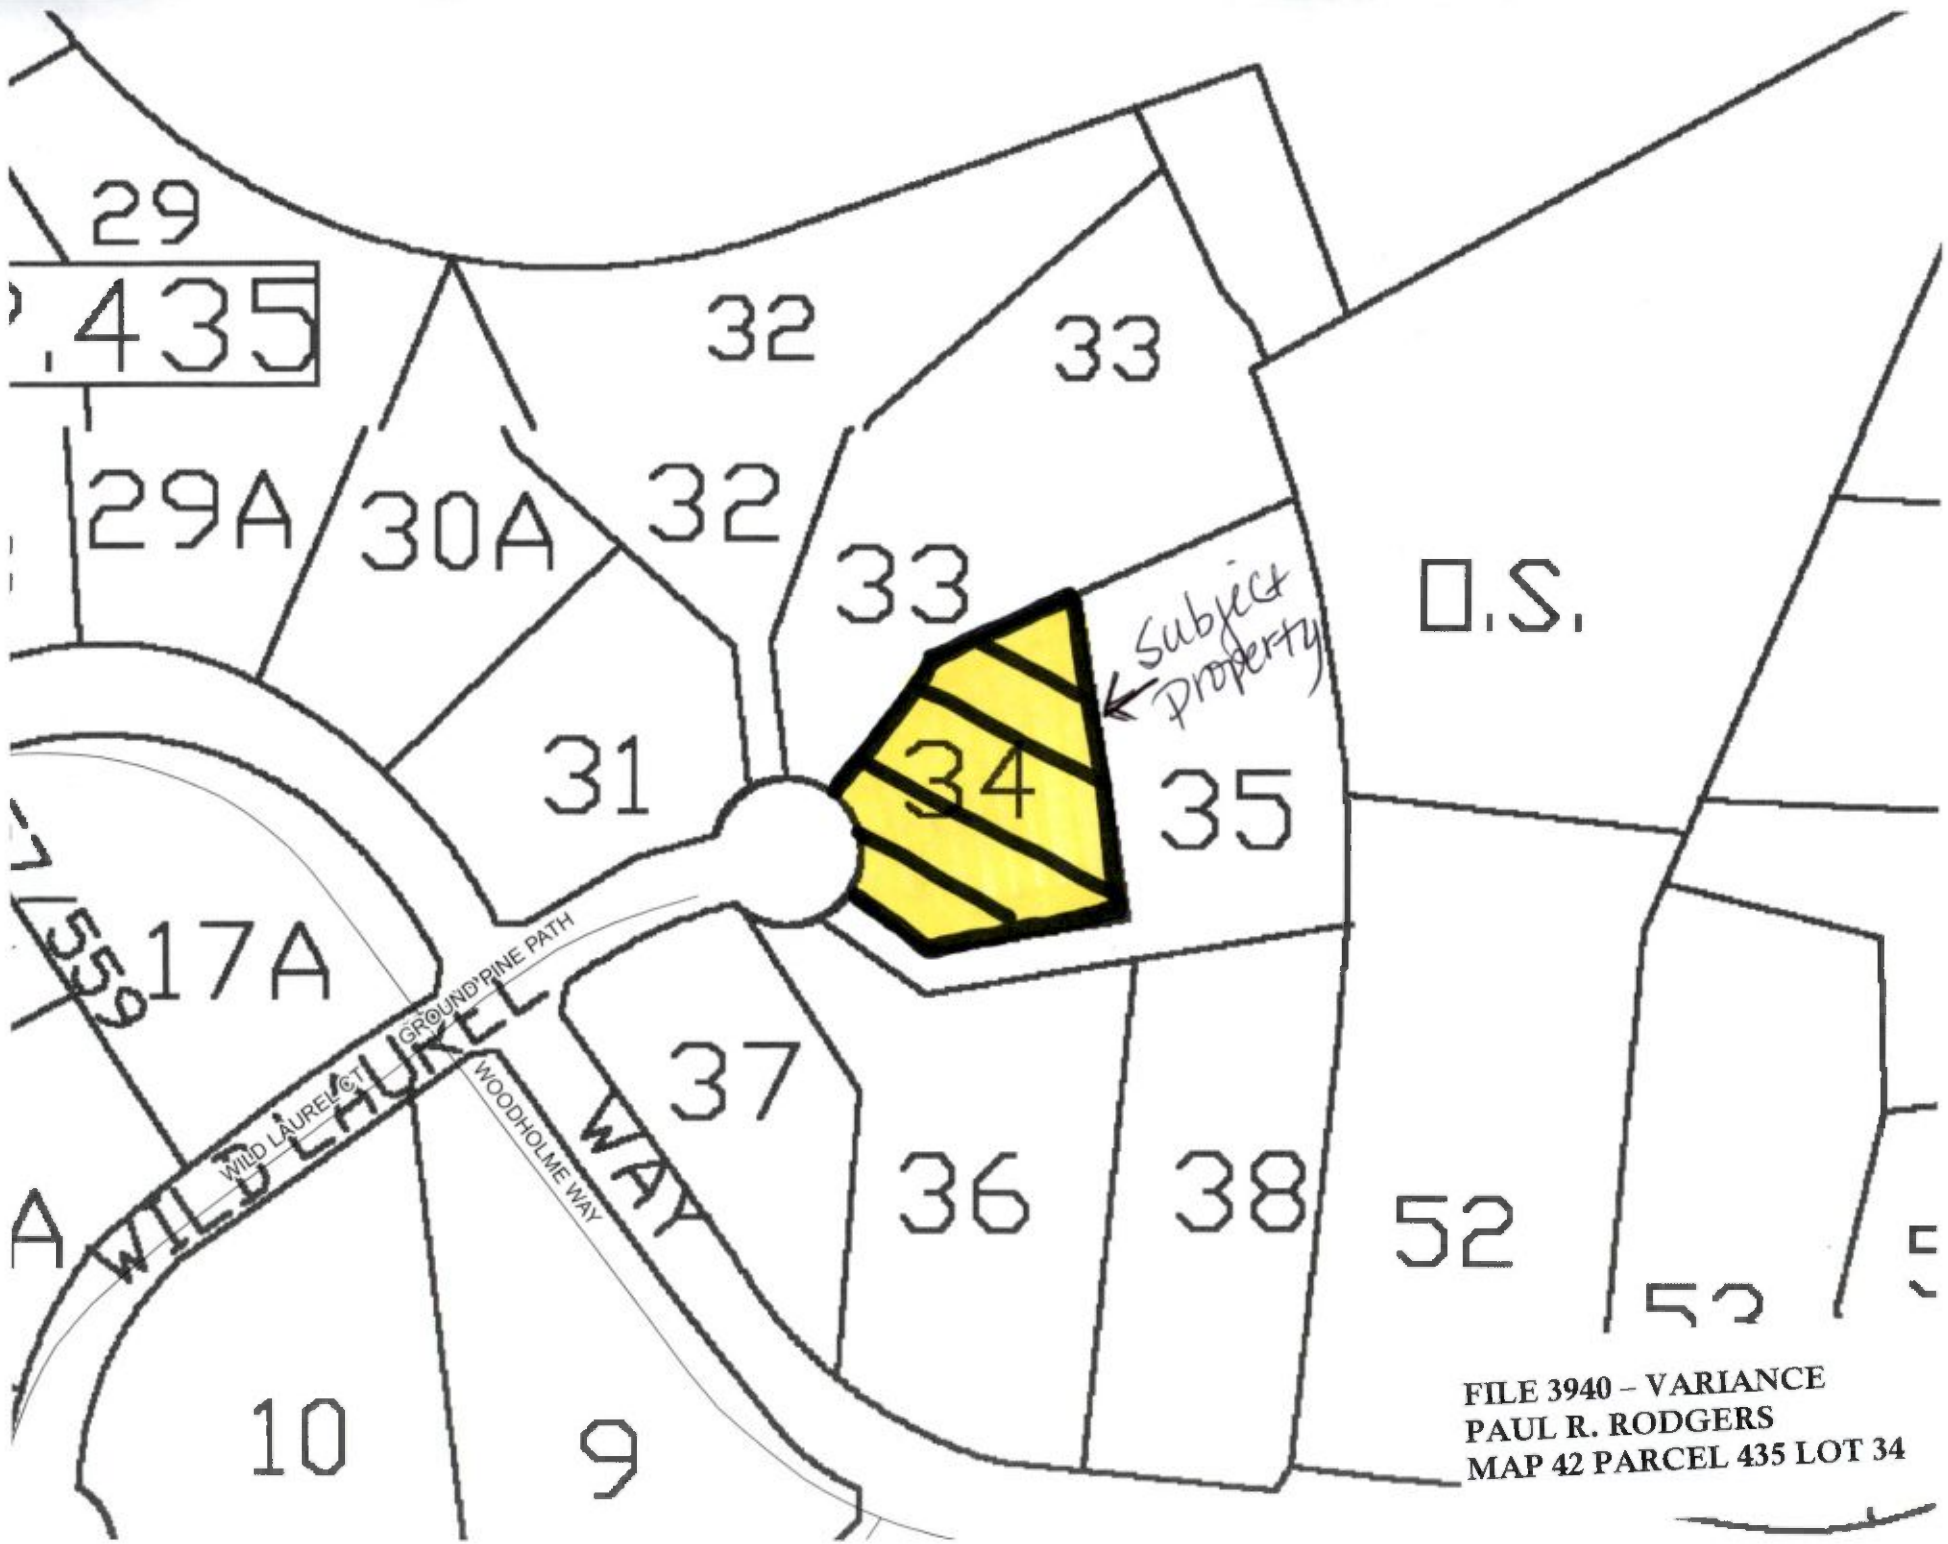 29
.435
32
33
29A
30A
32
33
O.S.
Subject
Property
31
34
35
559
17A
GROUND PINE PATH
WILD LAUREL
WILD LAUREL CT
WOODHOLME WAY
WAY
37
36
38
52
53
A
10
9
FILE 3940 – VARIANCE
PAUL R. RODGERS
MAP 42 PARCEL 435 LOT 34